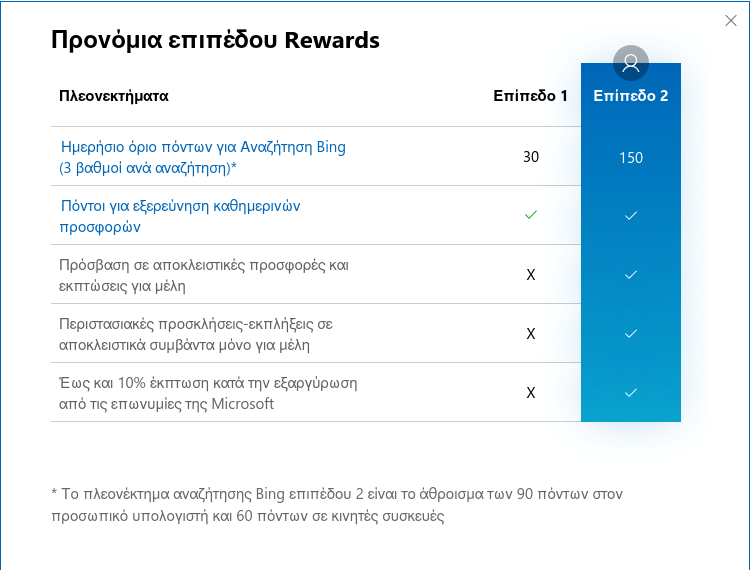 Προνόμια επιπέδου Rewards
Πλεονεκτήματα Επίπεδο 1 Επίπεδο 2
Ημερήσιο όριο πόντων για Αναζήτηση Bing
(3 βαθμοί ανά αναζήτηση)*
30 150
Πόντοι για εξερεύνηση καθημερινών
προσφορών
Πρόσβαση σε αποκλειστικές προσφορές και
εκπτώσεις για μέλη
X
Περιστασιακές προσκλήσεις-εκπλήξεις σε
αποκλειστικά συμβάντα μόνο για μέλη
X
Έως και 10% έκπτωση κατά την εξαργύρωση
από τις επωνυμίες της Microsoft
X
* Το πλεονέκτημα αναζήτησης Bing επιπέδου 2 είναι το άθροισμα των 90 πόντων στον
προσωπικό υπολογιστή και 60 πόντων σε κινητές συσκευές